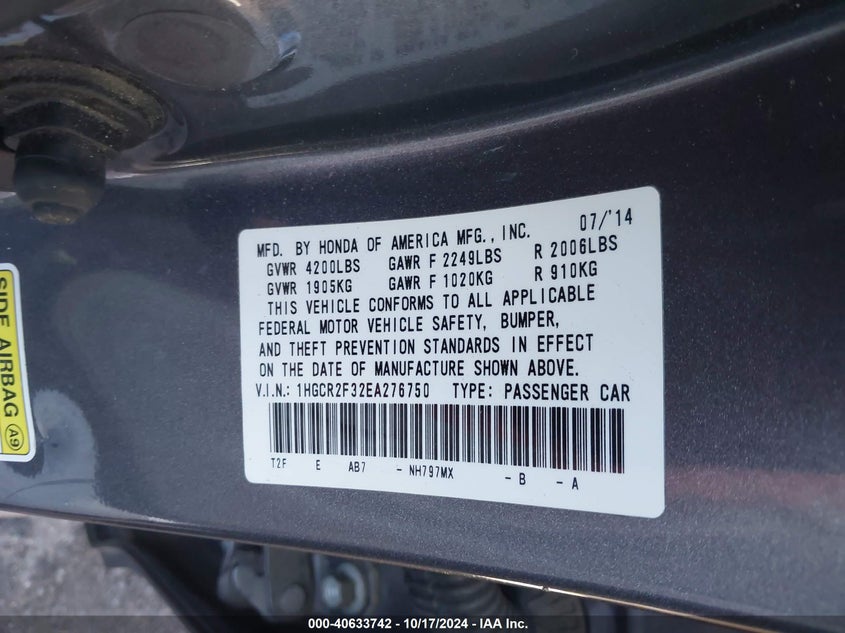 07/'14
MFD. BY HONDA OF AMERICA MFG., INC.
GVWR 4200LBS GAWR F 2249LBS R 2006LBS
GVWR 1905KG GAWR F 1020KG R 910KG
THIS VEHICLE CONFORMS TO ALL APPLICABLE
FEDERAL MOTOR VEHICLE SAFETY, BUMPER,
AND THEFT PREVENTION STANDARDS IN EFFECT
ON THE DATE OF MANUFACTURE SHOWN ABOVE.
V.I.N.: 1HGCR2F32EA276750 TYPE: PASSENGER CAR
T2F E AB7 - NH797MX - B - A
SIDE AIRBAG A9
000-40633742 - 10/17/2024 - IAA Inc.